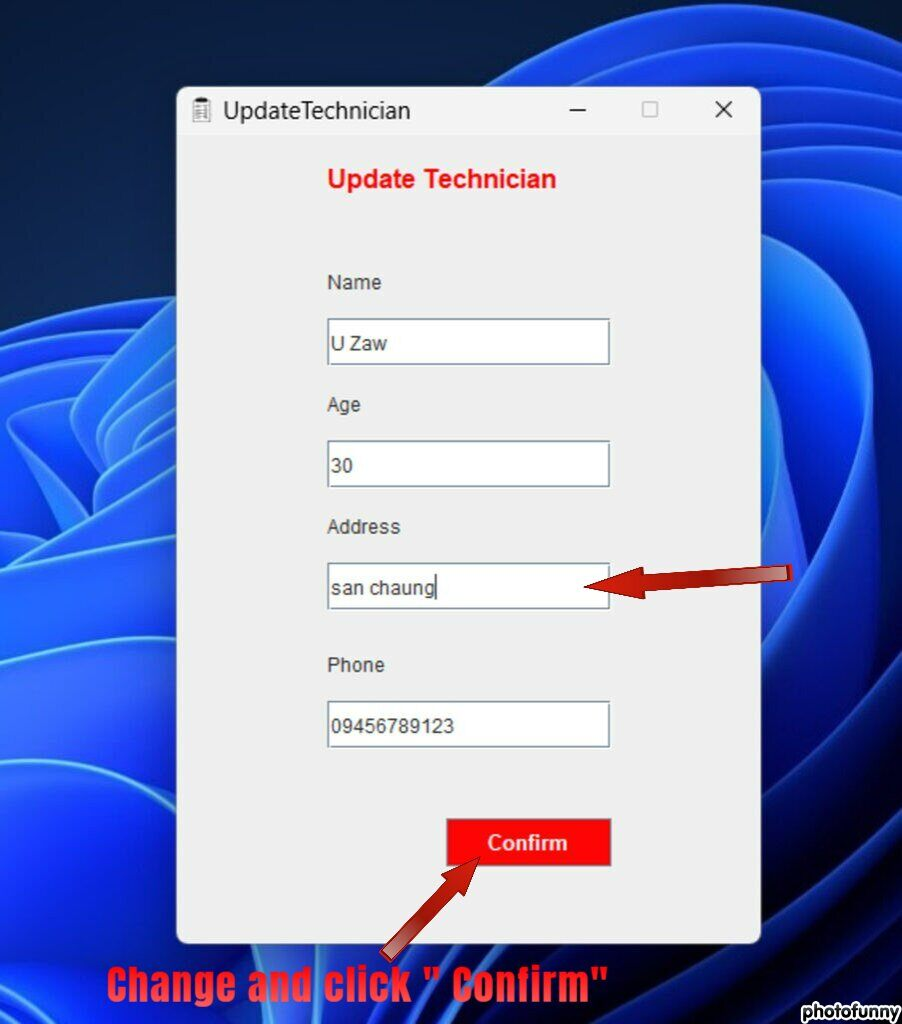 UpdateTechnician
Update Technician
Name
U Zaw
Age
30
Address
san chaung
Phone
09456789123
Confirm
Change and click " Confirm"
photofunny